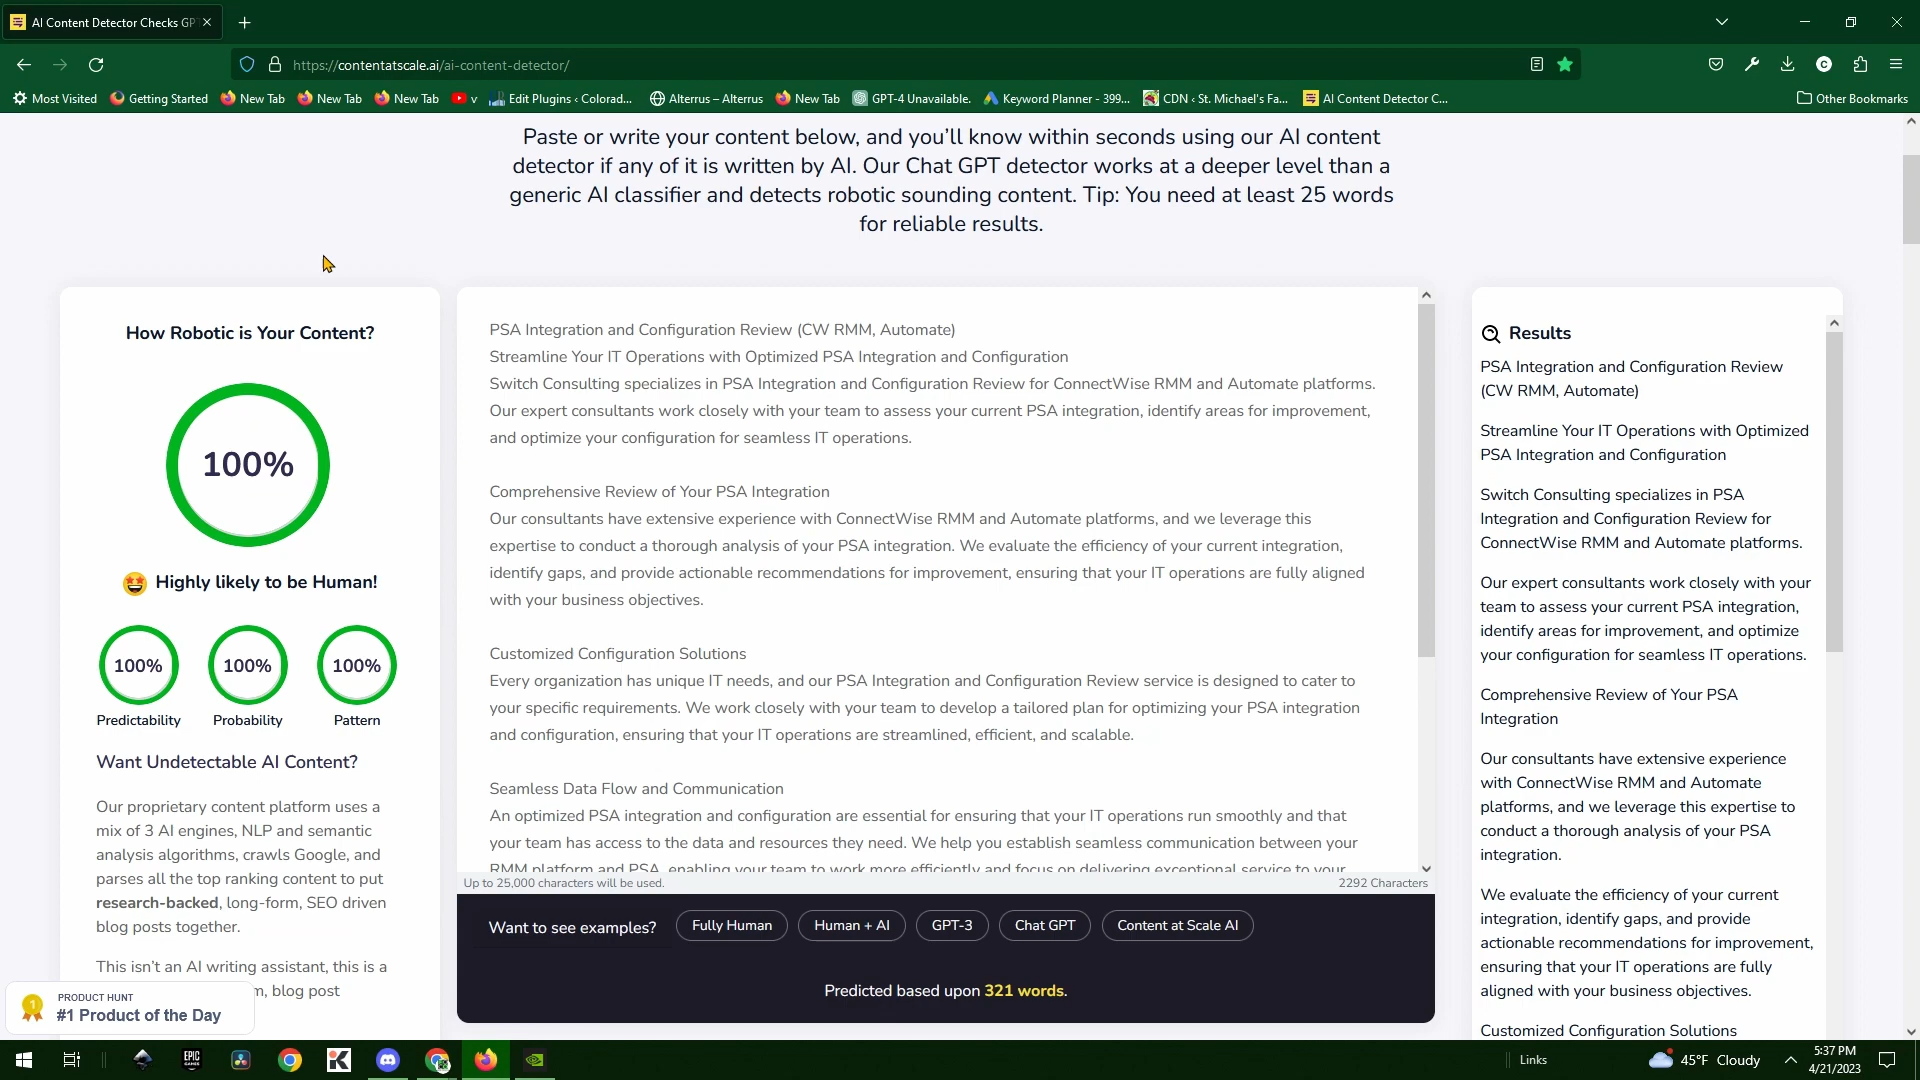 AI Content Detector Checks GP
https://contentatscale.ai/ai-content-detector/
Most Visited
Getting Started
New Tab
New Tab
New Tab
v
Edit Plugins ‹ Colorad...
Alterrus – Alterrus
New Tab
GPT-4 Unavailable.
Keyword Planner - 399...
CDN ‹ St. Michael's Fa...
AI Content Detector C...
Other Bookmarks
Paste or write your content below, and you’ll know within seconds using our AI content
detector if any of it is written by AI. Our Chat GPT detector works at a deeper level than a
generic AI classifier and detects robotic sounding content. Tip: You need at least 25 words
for reliable results.
How Robotic is Your Content?
100%
Highly likely to be Human!
100%
100%
100%
Predictability
Probability
Pattern
Want Undetectable AI Content?
Our proprietary content platform uses a
mix of 3 AI engines, NLP and semantic
analysis algorithms, crawls Google, and
parses all the top ranking content to put
research-backed, long-form, SEO driven
blog posts together.
This isn’t an AI writing assistant, this is a
m, blog post
PRODUCT HUNT
1
#1 Product of the Day
PSA Integration and Configuration Review (CW RMM, Automate)
Streamline Your IT Operations with Optimized PSA Integration and Configuration
Switch Consulting specializes in PSA Integration and Configuration Review for ConnectWise RMM and Automate platforms.
Our expert consultants work closely with your team to assess your current PSA integration, identify areas for improvement,
and optimize your configuration for seamless IT operations.
Comprehensive Review of Your PSA Integration
Our consultants have extensive experience with ConnectWise RMM and Automate platforms, and we leverage this
expertise to conduct a thorough analysis of your PSA integration. We evaluate the efficiency of your current integration,
identify gaps, and provide actionable recommendations for improvement, ensuring that your IT operations are fully aligned
with your business objectives.
Customized Configuration Solutions
Every organization has unique IT needs, and our PSA Integration and Configuration Review service is designed to cater to
your specific requirements. We work closely with your team to develop a tailored plan for optimizing your PSA integration
and configuration, ensuring that your IT operations are streamlined, efficient, and scalable.
Seamless Data Flow and Communication
An optimized PSA integration and configuration are essential for ensuring that your IT operations run smoothly and that
your team has access to the data and resources they need. We help you establish seamless communication between your
RMM platform and PSA, enabling your team to work more efficiently and focus on delivering exceptional service to your
Up to 25,000 characters will be used.
2292 Characters
Want to see examples?
Fully Human
Human + AI
GPT-3
Chat GPT
Content at Scale AI
Predicted based upon 321 words.
Results
PSA Integration and Configuration Review
(CW RMM, Automate)
Streamline Your IT Operations with Optimized
PSA Integration and Configuration
Switch Consulting specializes in PSA
Integration and Configuration Review for
ConnectWise RMM and Automate platforms.
Our expert consultants work closely with your
team to assess your current PSA integration,
identify areas for improvement, and optimize
your configuration for seamless IT operations.
Comprehensive Review of Your PSA
Integration
Our consultants have extensive experience
with ConnectWise RMM and Automate
platforms, and we leverage this expertise to
conduct a thorough analysis of your PSA
integration.
We evaluate the efficiency of your current
integration, identify gaps, and provide
actionable recommendations for improvement,
ensuring that your IT operations are fully
aligned with your business objectives.
Customized Configuration Solutions
EPIC
GAMES
Links
45°F Cloudy
5:37 PM
4/21/2023